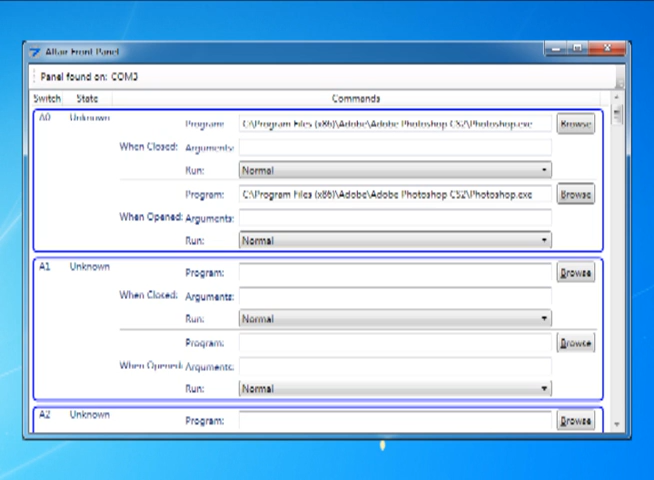 Altair Front Panel
Panel found on: COM3
Switch State Commands
A0 Unknown Program: C:\Program Files (x86)\Adobe\Adobe Photoshop CS2\Photoshop.exe Browse
When Closed: Arguments:
Run: Normal
Program: C:\Program Files (x86)\Adobe\Adobe Photoshop CS2\Photoshop.exe Browse
When Opened: Arguments:
Run: Normal
A1 Unknown Program: Browse
When Closed: Arguments:
Run: Normal
Program: Browse
When Opened: Arguments:
Run: Normal
A2 Unknown Program: Browse